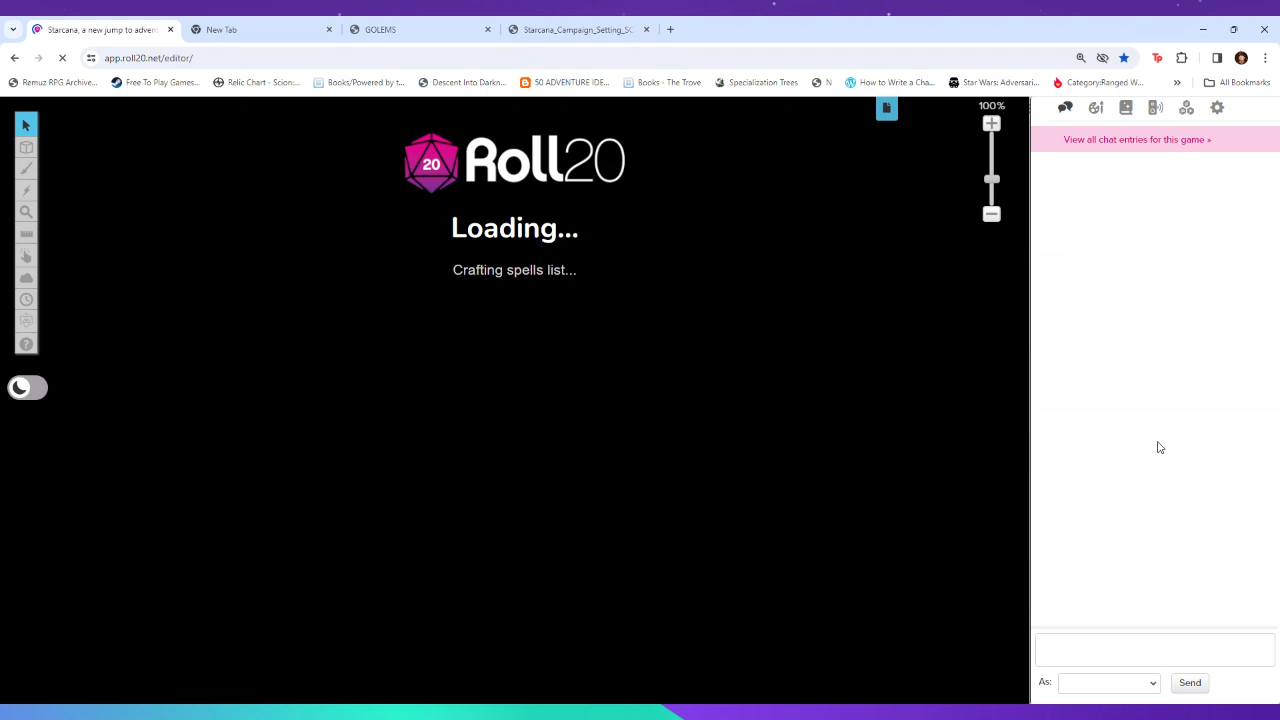 Starcana, a new jump to adven
New Tab
GOLEMS
Starcana_Campaign_Setting_SC
app.roll20.net/editor/
Remuz RPG Archive...
Free To Play Games...
Relic Chart - Scion:...
Books/Powered by t...
Descent Into Darkn...
50 ADVENTURE IDE...
Books - The Trove
Specialization Trees
N
How to Write a Cha...
Star Wars: Adversari...
Category:Ranged W...
All Bookmarks
20 Roll20
100%
View all chat entries for this game »
Loading...
Crafting spells list...
As:
Send